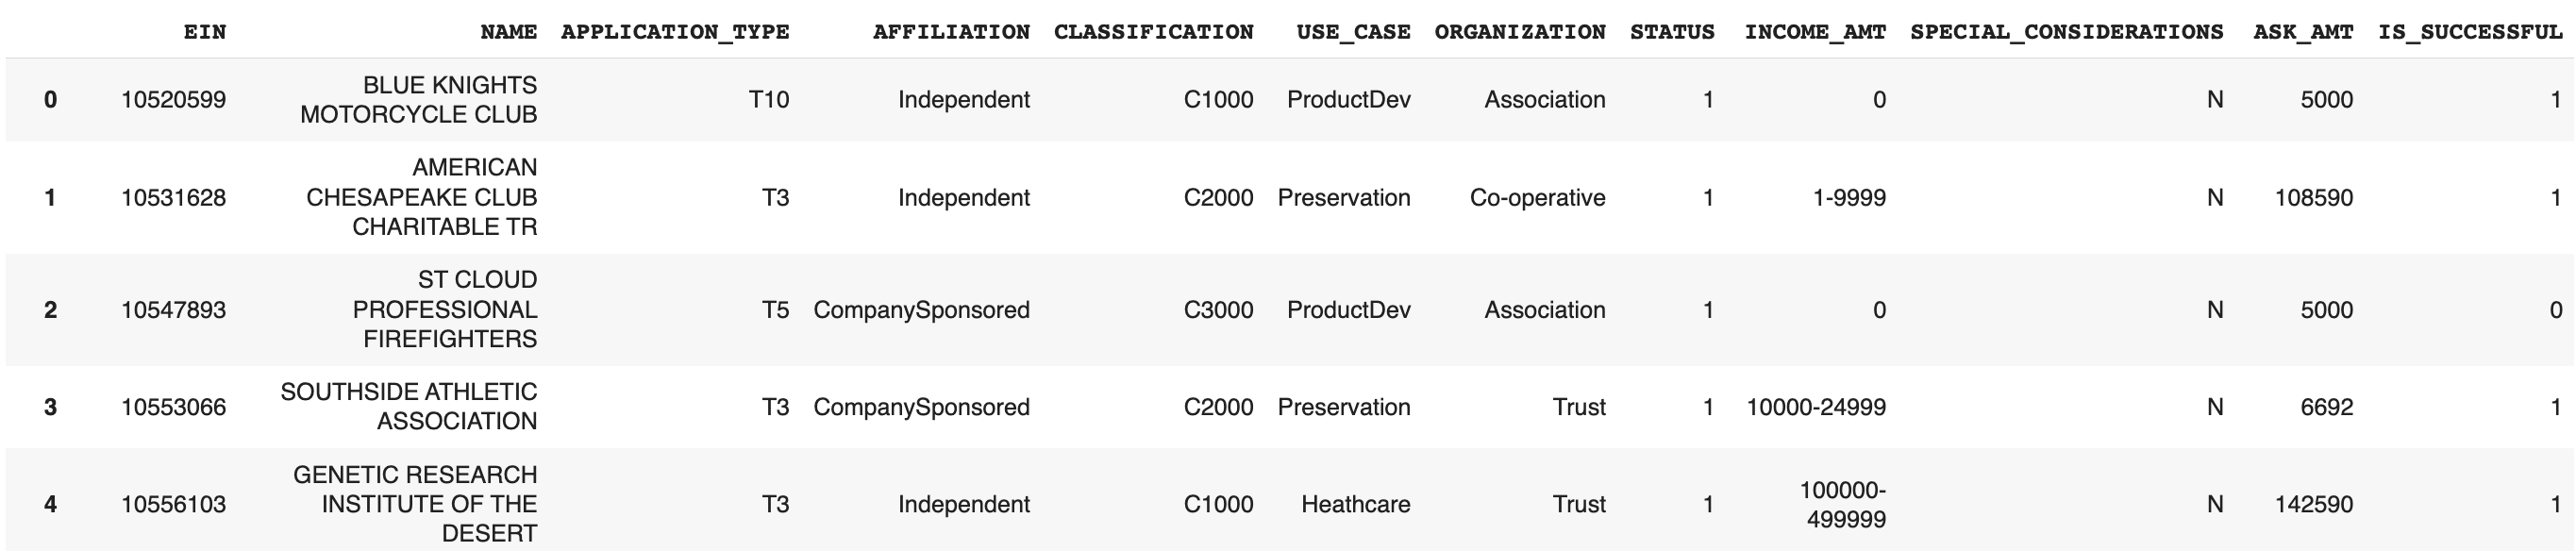 EIN NAME APPLICATION_TYPE AFFILIATION CLASSIFICATION USE_CASE ORGANIZATION STATUS INCOME_AMT SPECIAL_CONSIDERATIONS ASK_AMT IS_SUCCESSFUL
0 10520599 BLUE KNIGHTS MOTORCYCLE CLUB T10 Independent C1000 ProductDev Association 1 0 N 5000 1
1 10531628 AMERICAN CHESAPEAKE CLUB CHARITABLE TR T3 Independent C2000 Preservation Co-operative 1 1-9999 N 108590 1
2 10547893 ST CLOUD PROFESSIONAL FIREFIGHTERS T5 CompanySponsored C3000 ProductDev Association 1 0 N 5000 0
3 10553066 SOUTHSIDE ATHLETIC ASSOCIATION T3 CompanySponsored C2000 Preservation Trust 1 10000-24999 N 6692 1
4 10556103 GENETIC RESEARCH INSTITUTE OF THE DESERT T3 Independent C1000 Heathcare Trust 1 100000-499999 N 142590 1